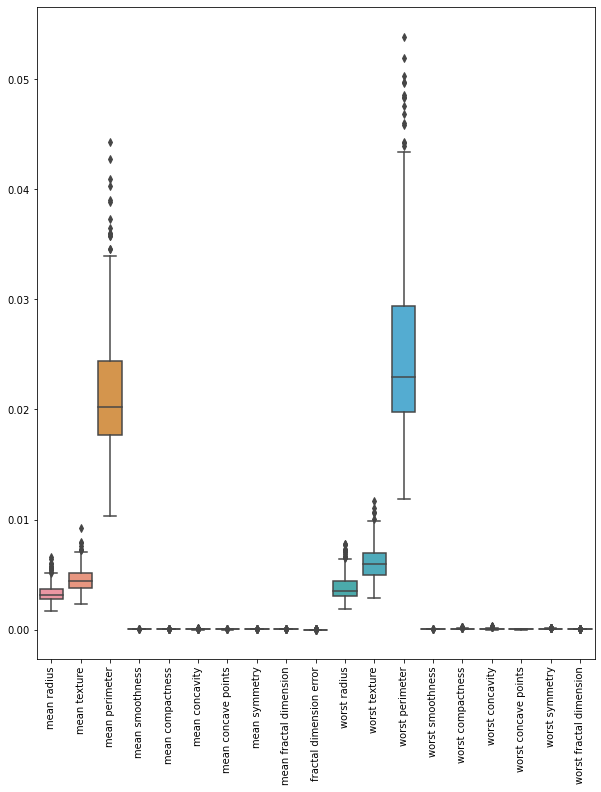 0.05
0.04
0.03
0.02
0.01
0.00
mean radius
mean texture
mean perimeter
mean smoothness
mean compactness
mean concavity
mean concave points
mean symmetry
mean fractal dimension
fractal dimension error
worst radius
worst texture
worst perimeter
worst smoothness
worst compactness
worst concavity
worst concave points
worst symmetry
worst fractal dimension